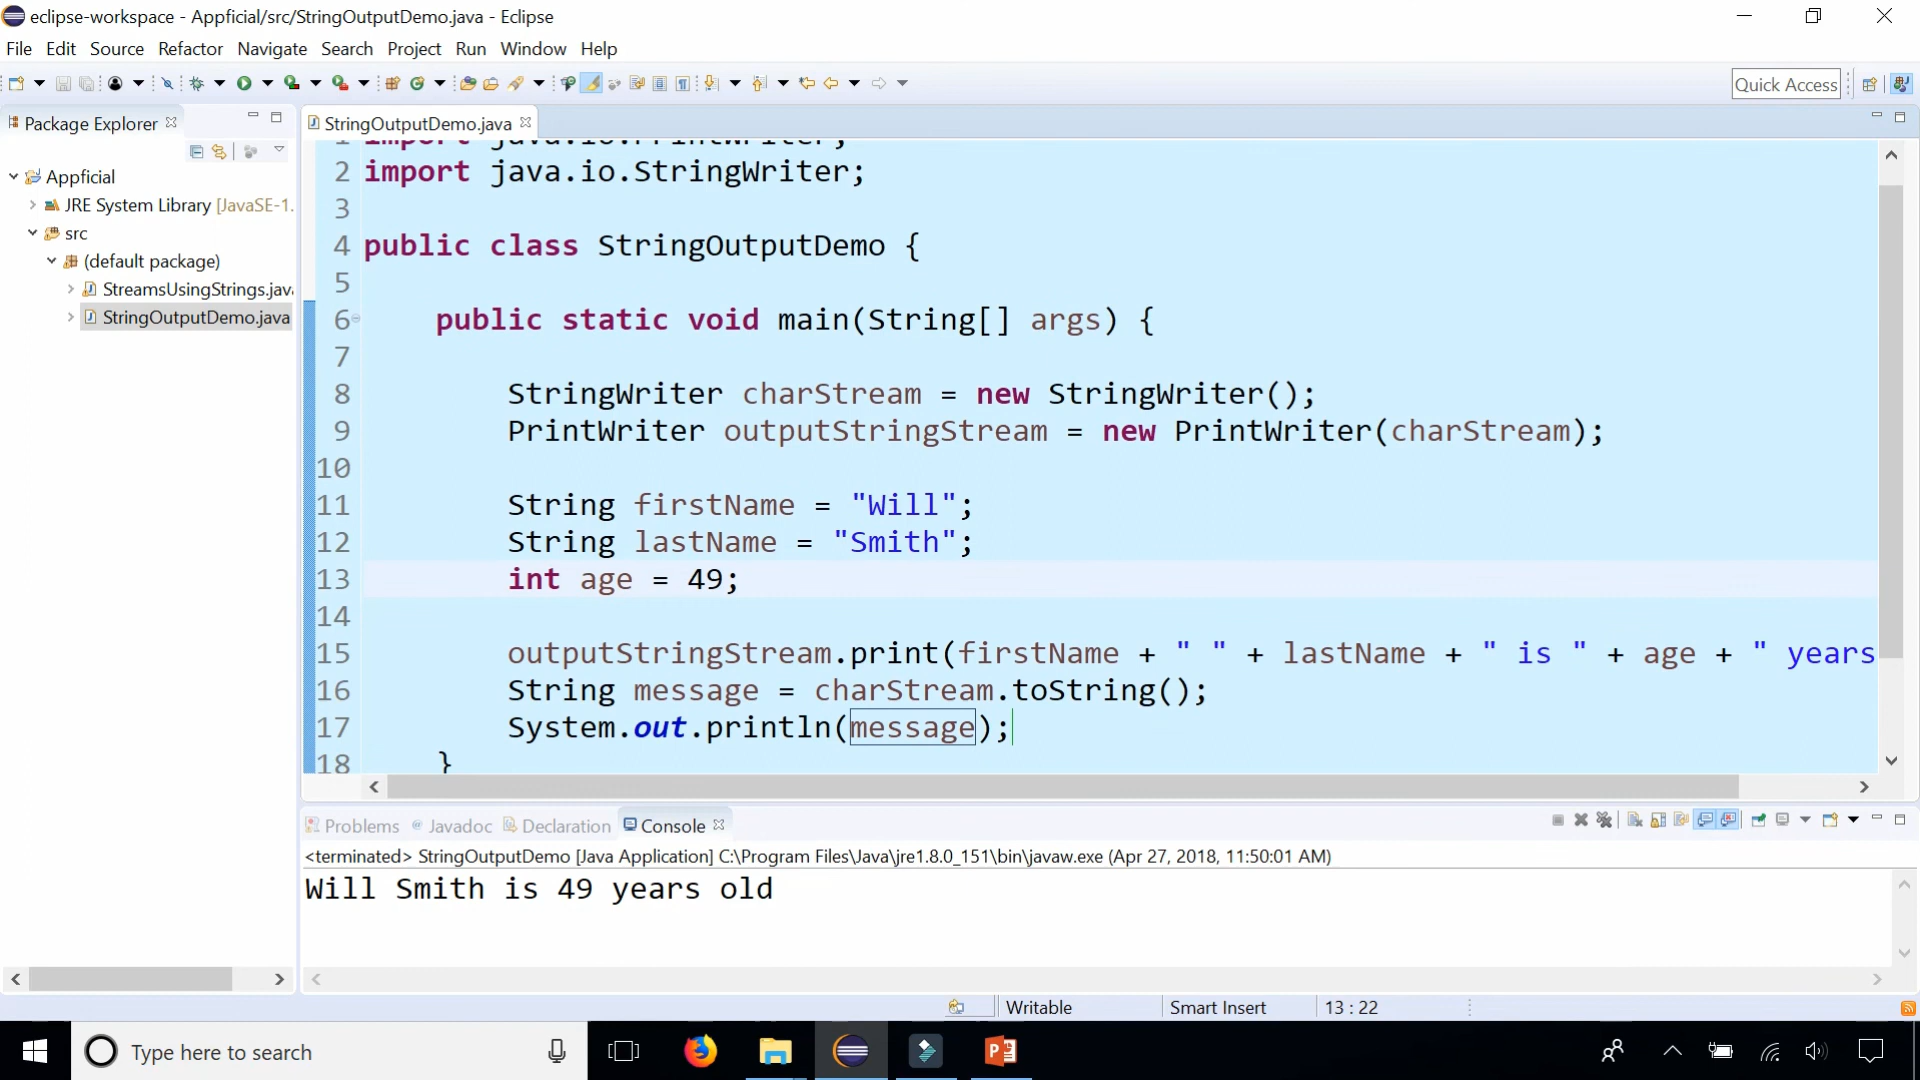 eclipse-workspace - Appficial/src/StringOutputDemo.java - Eclipse
File Edit Source Refactor Navigate Search Project Run Window Help
Quick Access
Package Explorer
StringOutputDemo.java
Appficial
JRE System Library [JavaSE-1.
src
(default package)
StreamsUsingStrings.jav
StringOutputDemo.java
1 import java.io.PrintWriter;
2 import java.io.StringWriter;
3
4 public class StringOutputDemo {
5
6 public static void main(String[] args) {
7
8 StringWriter charStream = new StringWriter();
9 PrintWriter outputStringStream = new PrintWriter(charStream);
10
11 String firstName = "Will";
12 String lastName = "Smith";
13 int age = 49;
14
15 outputStringStream.print(firstName + " " + lastName + " is " + age + " years
16 String message = charStream.toString();
17 System.out.println(message);
18 }
Problems Javadoc Declaration Console
<terminated> StringOutputDemo [Java Application] C:\Program Files\Java\jre1.8.0_151\bin\javaw.exe (Apr 27, 2018, 11:50:01 AM)
Will Smith is 49 years old
Writable Smart Insert 13 : 22
Type here to search